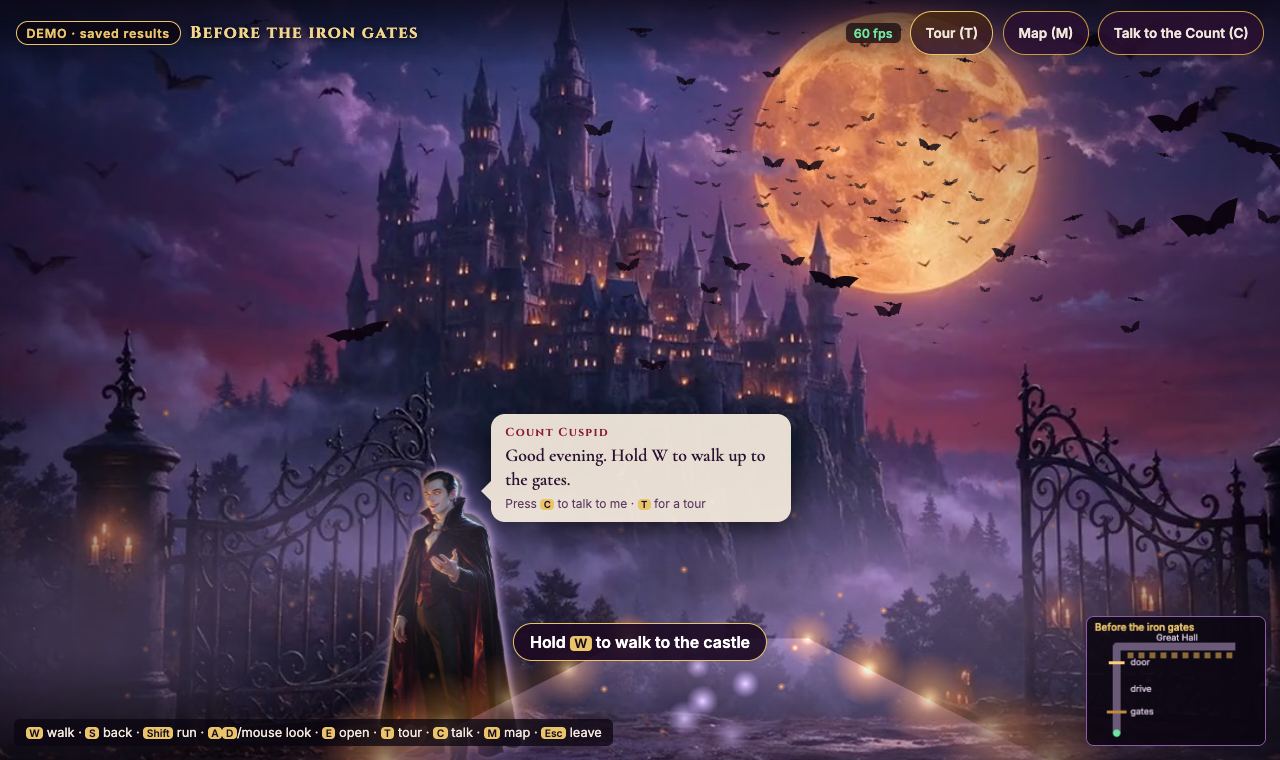 DEMO · saved results
Before the iron gates
60 fps
Tour (T)
Map (M)
Talk to the Count (C)
Count Cuspid
Good evening. Hold W to walk up to
the gates.
Press C to talk to me · T for a tour
Hold W to walk to the castle
Before the iron gates
Great Hall
door
drive
gates
W walk · S back · Shift run · A D/mouse look · E open · T tour · C talk · M map · Esc leave